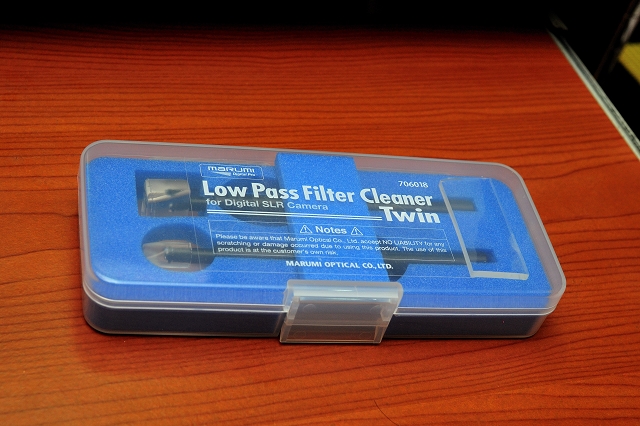 MARUMI
Digital Pro
706018
Low Pass Filter Cleaner
for Digital SLR Camera
Twin
⚠ Notes ⚠
Please be aware that Marumi Optical Co., Ltd. accept NO LIABILITY for any
scratching or damage occurred due to using this product. The use of this
product is at the customer's own risk.
MARUMI OPTICAL CO., LTD.